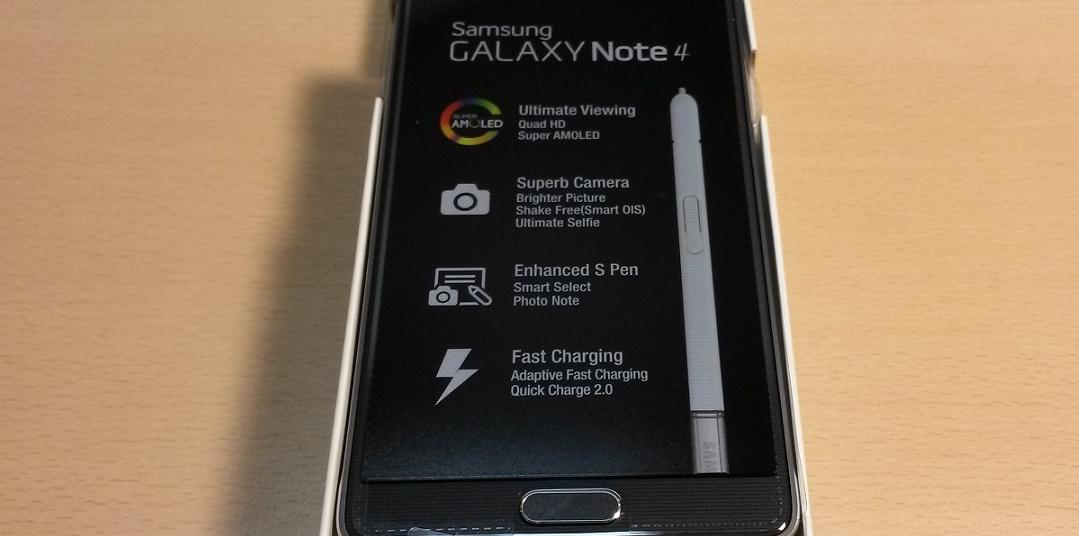 Samsung
GALAXY Note 4
SUPER
AMOLED
Ultimate Viewing
Quad HD
Super AMOLED
Superb Camera
Brighter Picture
Shake Free(Smart OIS)
Ultimate Selfie
Enhanced S Pen
Smart Select
Photo Note
Fast Charging
Adaptive Fast Charging
Quick Charge 2.0
SAM